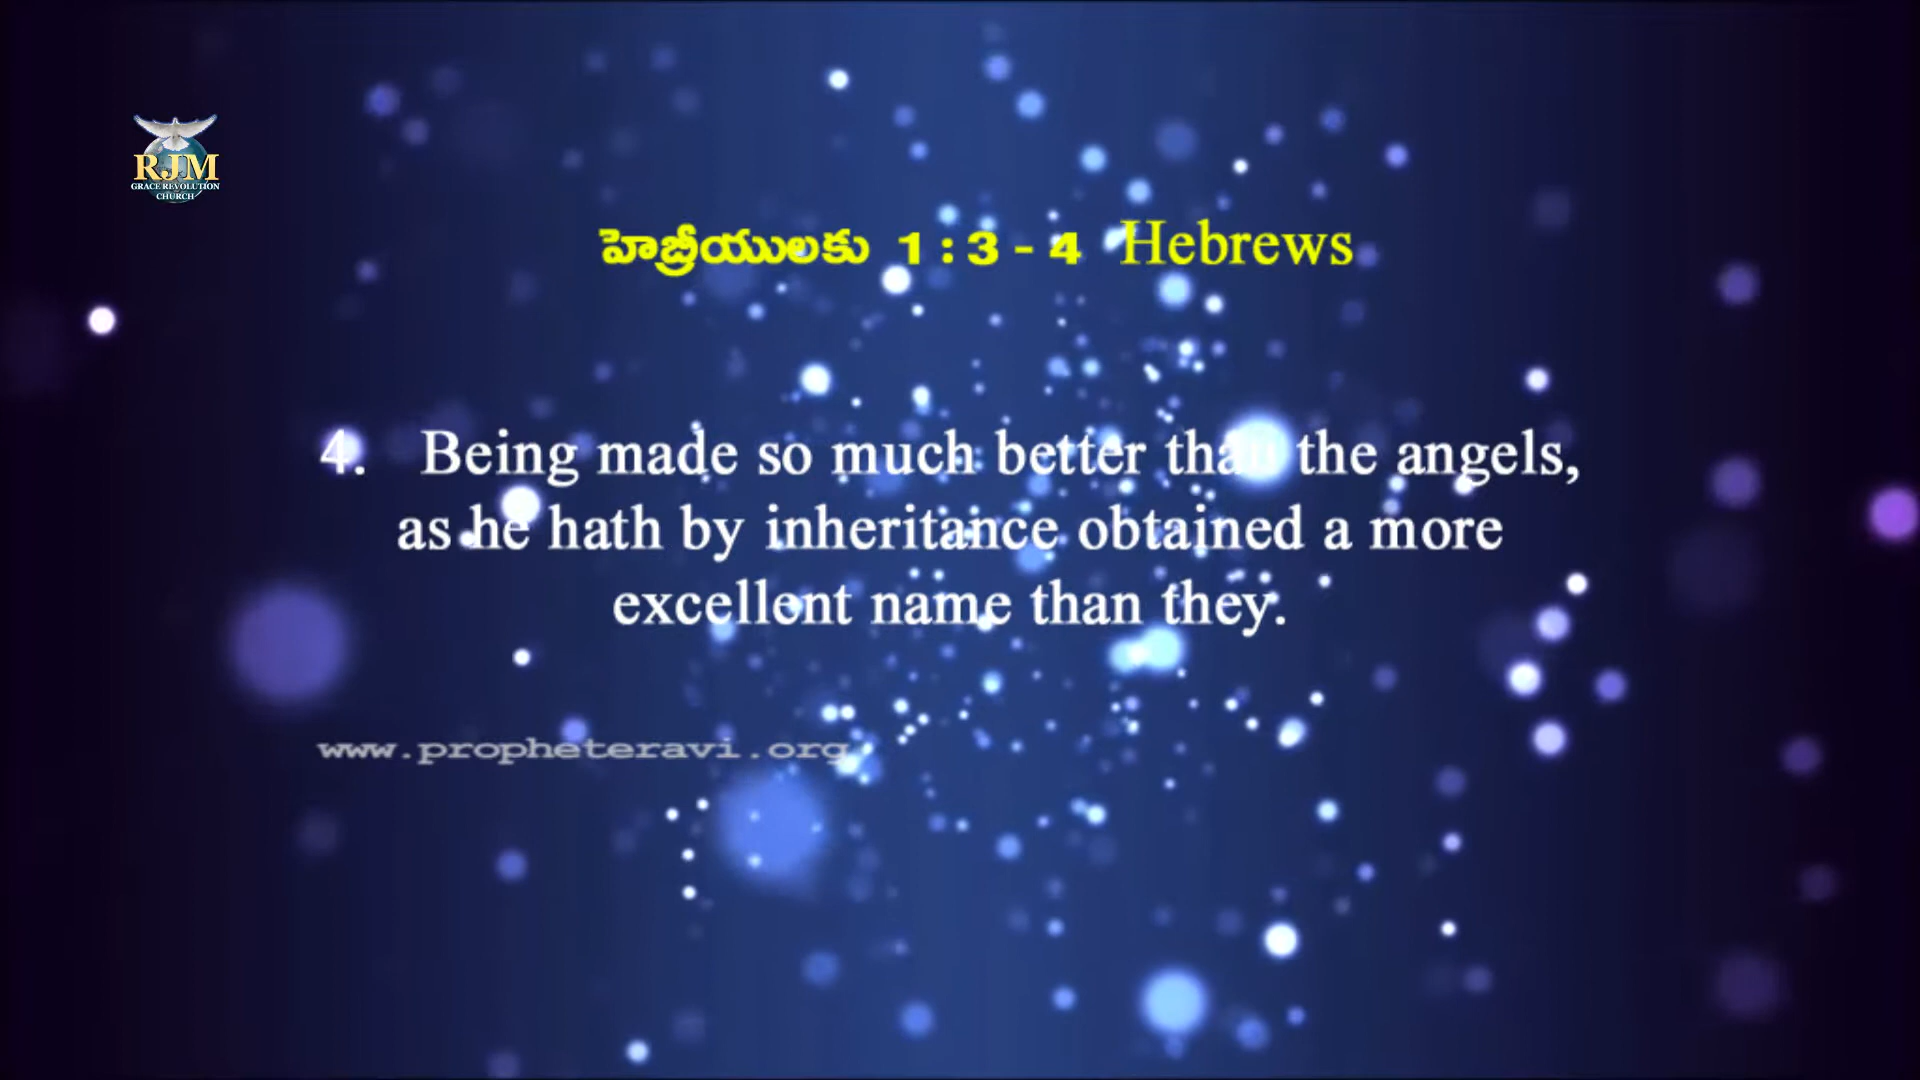 RJM
GRACE REVOLUTION
CHURCH
హెబ్రీయులకు 1 : 3 - 4 Hebrews
4. Being made so much better than the angels,
as he hath by inheritance obtained a more
excellent name than they.
www.propheteravi.org